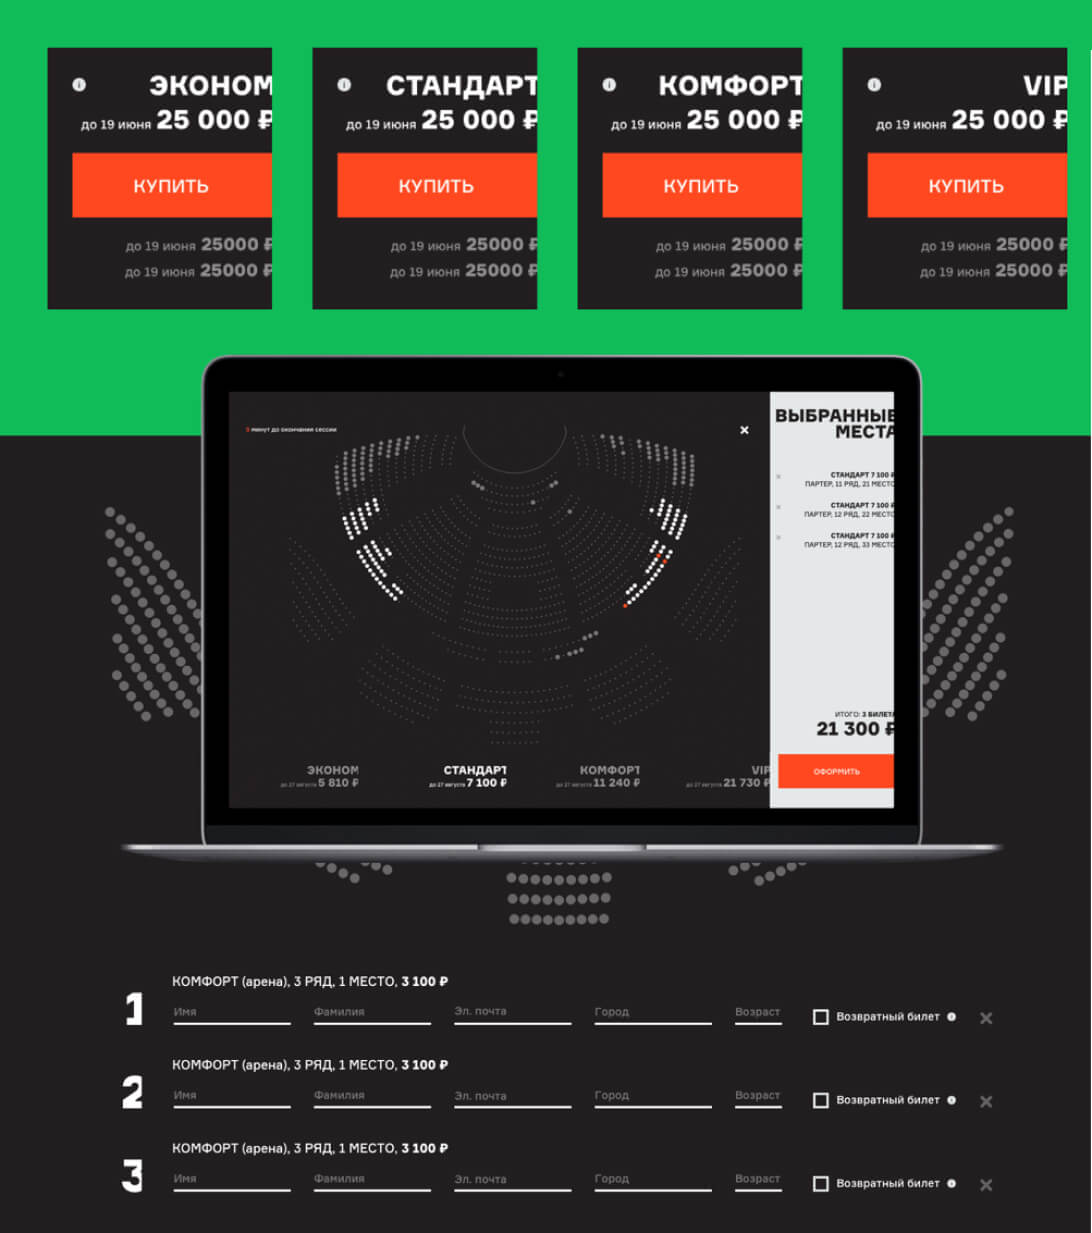 ЭКОНОМ
до 19 июня 25 000 ₽
КУПИТЬ
до 19 июня 25000 ₽
до 19 июня 25000 ₽
СТАНДАРТ
до 19 июня 25 000 ₽
КУПИТЬ
до 19 июня 25000 ₽
до 19 июня 25000 ₽
КОМФОРТ
до 19 июня 25 000 ₽
КУПИТЬ
до 19 июня 25000 ₽
до 19 июня 25000 ₽
VIP
до 19 июня 25 000 ₽
КУПИТЬ
до 19 июня 25000 ₽
до 19 июня 25000 ₽
9 минут до окончания сессии
ВЫБРАННЫЕ
МЕСТА
СТАНДАРТ 7 100 ₽
ПАРТЕР, 11 РЯД, 21 МЕСТО
СТАНДАРТ 7 100 ₽
ПАРТЕР, 12 РЯД, 22 МЕСТО
СТАНДАРТ 7 100 ₽
ПАРТЕР, 12 РЯД, 33 МЕСТО
ИТОГО: 3 БИЛЕТА
21 300 ₽
ОФОРМИТЬ
ЭКОНОМ
до 27 августа 5 810 ₽
СТАНДАРТ
до 27 августа 7 100 ₽
КОМФОРТ
до 27 августа 11 240 ₽
VIP
до 27 августа 21 730 ₽
1
КОМФОРТ (арена), 3 РЯД, 1 МЕСТО, 3 100 ₽
Имя Фамилия Эл. почта Город Возраст Возвратный билет
2
КОМФОРТ (арена), 3 РЯД, 1 МЕСТО, 3 100 ₽
Имя Фамилия Эл. почта Город Возраст Возвратный билет
3
КОМФОРТ (арена), 3 РЯД, 1 МЕСТО, 3 100 ₽
Имя Фамилия Эл. почта Город Возраст Возвратный билет